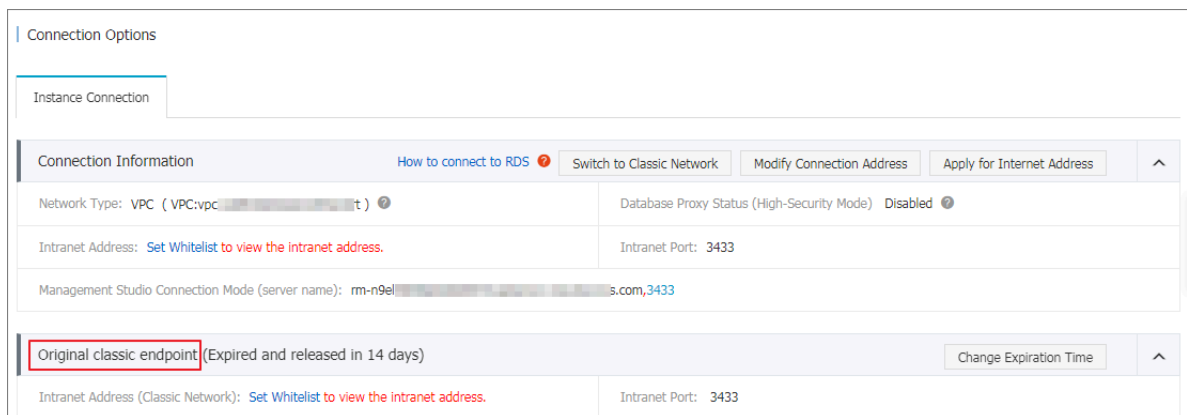 Connection Options
Instance Connection
Connection Information How to connect to RDS Switch to Classic Network Modify Connection Address Apply for Internet Address
Network Type: VPC ( VPC:vpc t ) Database Proxy Status (High-Security Mode) Disabled
Intranet Address: Set Whitelist to view the intranet address. Intranet Port: 3433
Management Studio Connection Mode (server name): rm-n9el s.com,3433
Original classic endpoint (Expired and released in 14 days) Change Expiration Time
Intranet Address (Classic Network): Set Whitelist to view the intranet address. Intranet Port: 3433